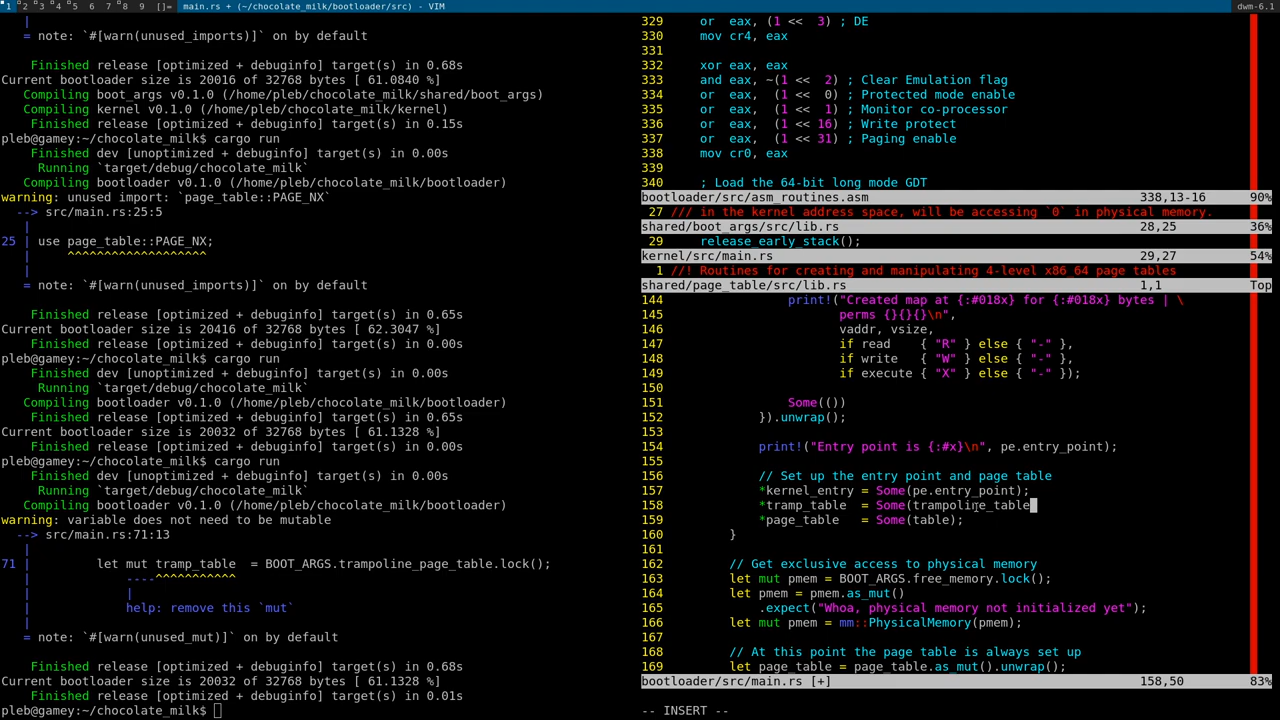 1 2 3 4 5 6 7 8 9 []= main.rs + (~/chocolate_milk/bootloader/src) - VIM dwm-6.1
|
= note: `#[warn(unused_imports)]` on by default
Finished release [optimized + debuginfo] target(s) in 0.68s
Current bootloader size is 20016 of 32768 bytes [ 61.0840 %]
Compiling boot_args v0.1.0 (/home/pleb/chocolate_milk/shared/boot_args)
Compiling kernel v0.1.0 (/home/pleb/chocolate_milk/kernel)
Finished release [optimized + debuginfo] target(s) in 0.15s
pleb@gamey:~/chocolate_milk$ cargo run
Finished dev [unoptimized + debuginfo] target(s) in 0.00s
Running `target/debug/chocolate_milk`
Compiling bootloader v0.1.0 (/home/pleb/chocolate_milk/bootloader)
warning: unused import: `page_table::PAGE_NX`
--> src/main.rs:25:5
|
25 | use page_table::PAGE_NX;
| ^^^^^^^^^^^^^^^^^^^
|
= note: `#[warn(unused_imports)]` on by default
Finished release [optimized + debuginfo] target(s) in 0.65s
Current bootloader size is 20416 of 32768 bytes [ 62.3047 %]
Finished release [optimized + debuginfo] target(s) in 0.00s
pleb@gamey:~/chocolate_milk$ cargo run
Finished dev [unoptimized + debuginfo] target(s) in 0.00s
Running `target/debug/chocolate_milk`
Compiling bootloader v0.1.0 (/home/pleb/chocolate_milk/bootloader)
Finished release [optimized + debuginfo] target(s) in 0.65s
Current bootloader size is 20032 of 32768 bytes [ 61.1328 %]
Finished release [optimized + debuginfo] target(s) in 0.00s
pleb@gamey:~/chocolate_milk$ cargo run
Finished dev [unoptimized + debuginfo] target(s) in 0.00s
Running `target/debug/chocolate_milk`
Compiling bootloader v0.1.0 (/home/pleb/chocolate_milk/bootloader)
warning: variable does not need to be mutable
--> src/main.rs:71:13
|
71 | let mut tramp_table  = BOOT_ARGS.trampoline_page_table.lock();
| ----^^^^^^^^^^^
| |
| help: remove this `mut`
|
= note: `#[warn(unused_mut)]` on by default
Finished release [optimized + debuginfo] target(s) in 0.68s
Current bootloader size is 20032 of 32768 bytes [ 61.1328 %]
Finished release [optimized + debuginfo] target(s) in 0.01s
pleb@gamey:~/chocolate_milk$
329 or  eax, (1 <<  3) ; DE
330 mov cr4, eax
331
332 xor eax, eax
333 and eax, ~(1 <<  2) ; Clear Emulation flag
334 or  eax,  (1 <<  0) ; Protected mode enable
335 or  eax,  (1 <<  1) ; Monitor co-processor
336 or  eax,  (1 << 16) ; Write protect
337 or  eax,  (1 << 31) ; Paging enable
338 mov cr0, eax
339
340 ; Load the 64-bit long mode GDT
bootloader/src/asm_routines.asm 338,13-16 90%
27 /// in the kernel address space, will be accessing `0` in physical memory.
shared/boot_args/src/lib.rs 28,25 36%
29 release_early_stack();
kernel/src/main.rs 29,27 54%
1 //! Routines for creating and manipulating 4-level x86_64 page tables
shared/page_table/src/lib.rs 1,1 Top
144 print!("Created map at {:#018x} for {:#018x} bytes | \
145 perms {}{}{}\n",
146 vaddr, vsize,
147 if read    { "R" } else { "-" },
148 if write   { "W" } else { "-" },
149 if execute { "X" } else { "-" });
150
151 Some(())
152 }).unwrap();
153
154 print!("Entry point is {:#x}\n", pe.entry_point);
155
156 // Set up the entry point and page table
157 *kernel_entry = Some(pe.entry_point);
158 *tramp_table  = Some(trampoline_table
159 *page_table   = Some(table);
160 }
161
162 // Get exclusive access to physical memory
163 let mut pmem = BOOT_ARGS.free_memory.lock();
164 let pmem = pmem.as_mut()
165 .expect("Whoa, physical memory not initialized yet");
166 let mut pmem = mm::PhysicalMemory(pmem);
167
168 // At this point the page table is always set up
169 let page_table = page_table.as_mut().unwrap();
bootloader/src/main.rs [+] 158,50 83%
-- INSERT --